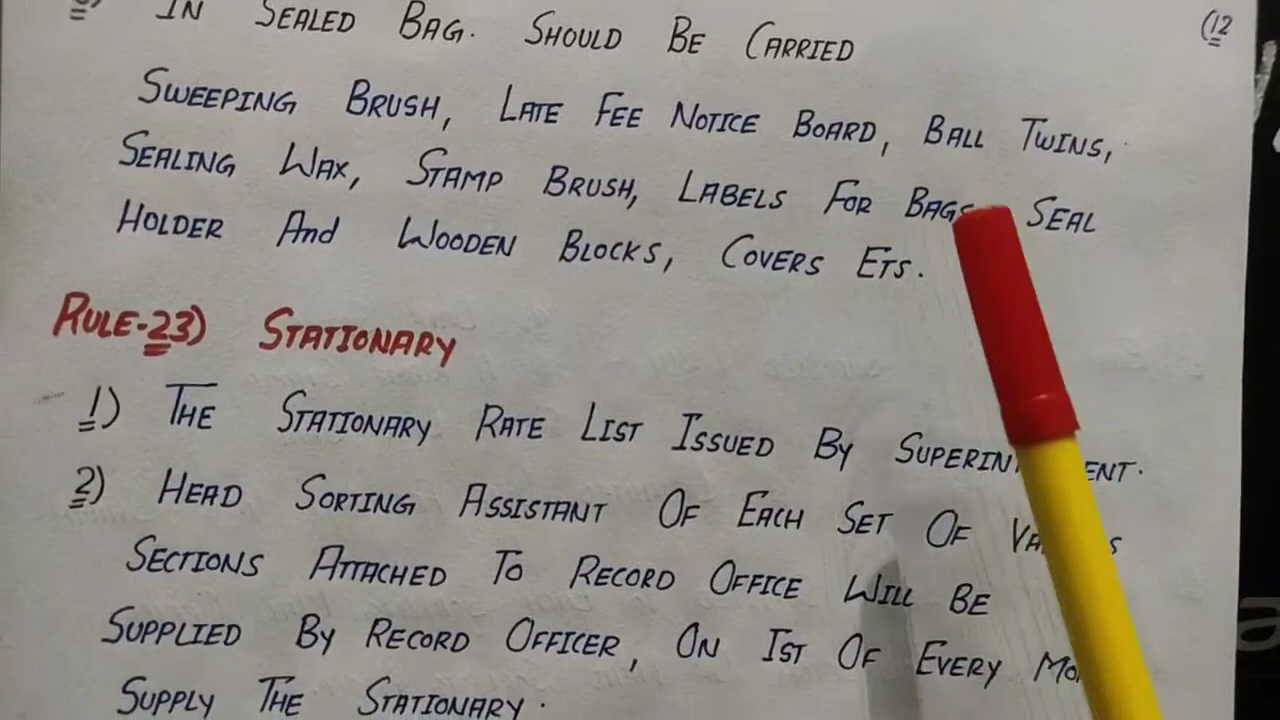 (12
In Sealed Bag. Should Be Carried
Sweeping Brush, Late Fee Notice Board, Ball Twins,
Sealing Wax, Stamp Brush, Labels For Bags Seal
Holder And Wooden Blocks, Covers Ets.
Rule-23) Stationary
1) The Stationary Rate List Issued By
2) Head Sorting Assistant Of Each Set Of
Sections Attached To Record Office Will Be
Supplied By Record Officer, On Ist Of Every
Supply The Stationary.